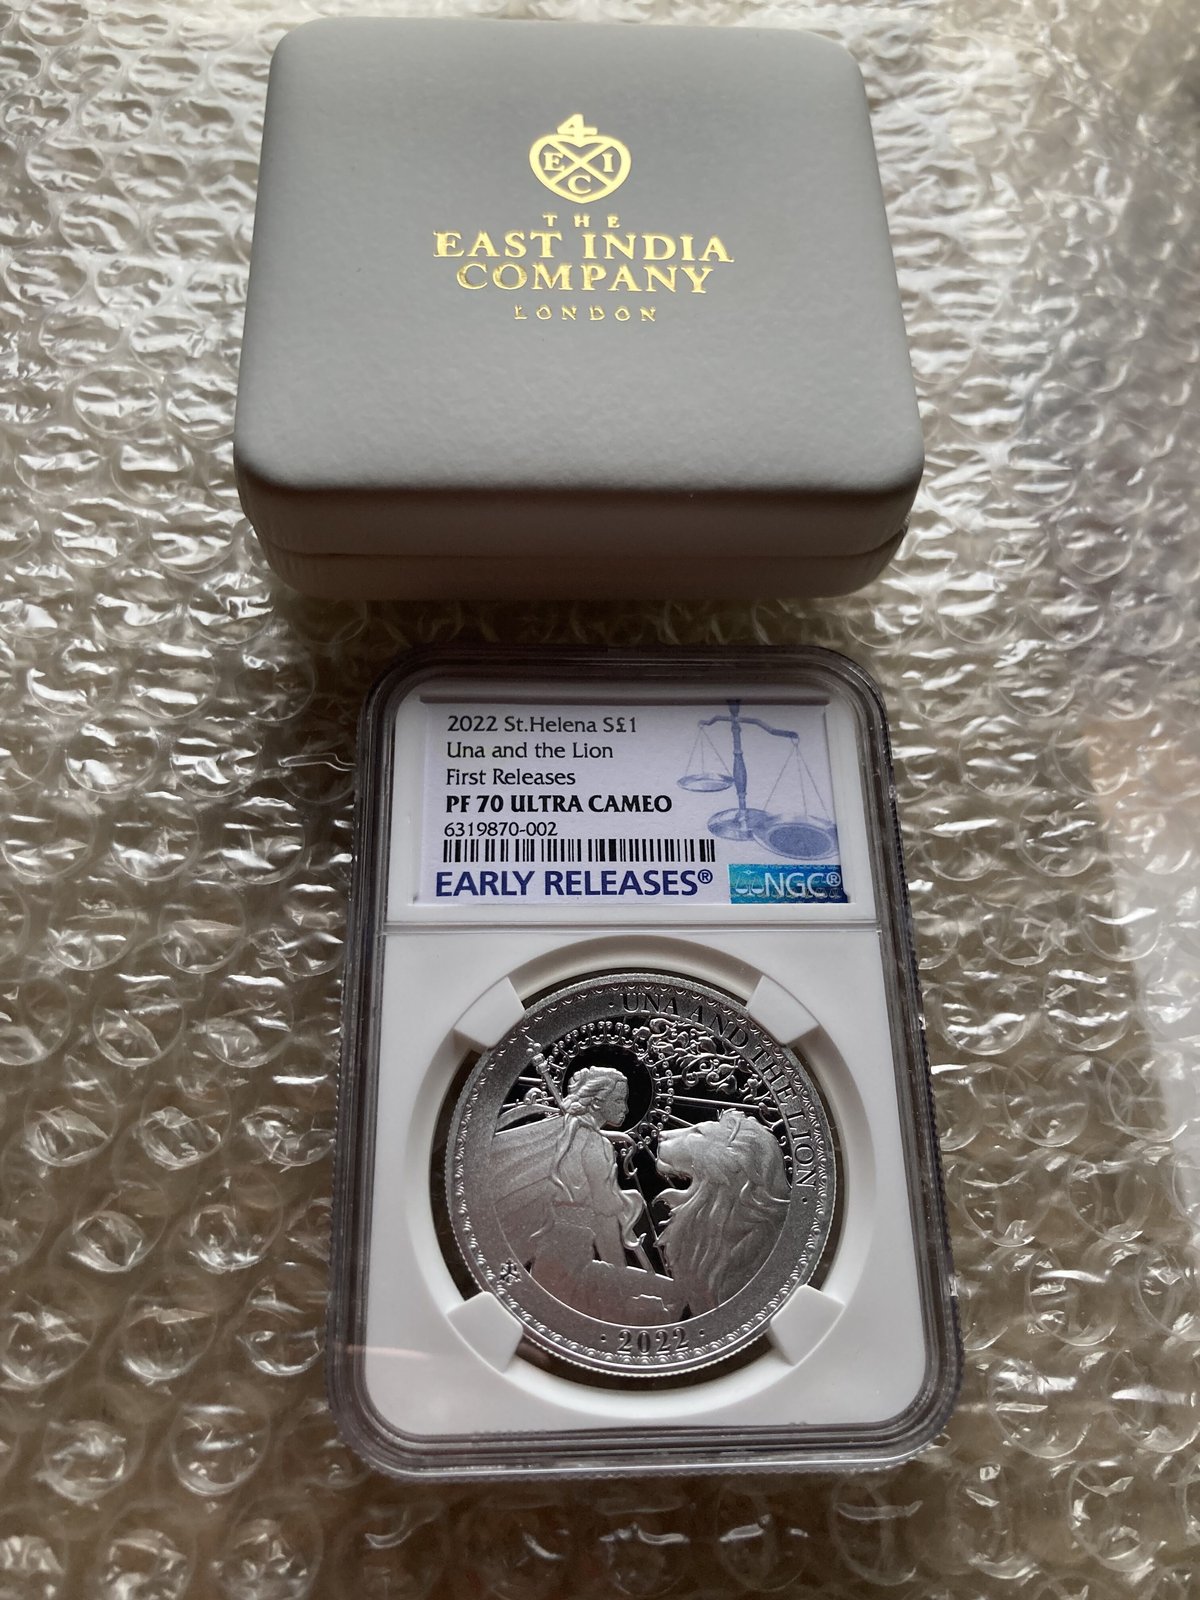 4
E I
C
THE
EAST INDIA
COMPANY
LONDON
2022 St.Helena S£1
Una and the Lion
First Releases
PF 70 ULTRA CAMEO
6319870-002
EARLY RELEASES® NGC®
· UNA AND THE LION ·
· 2022 ·